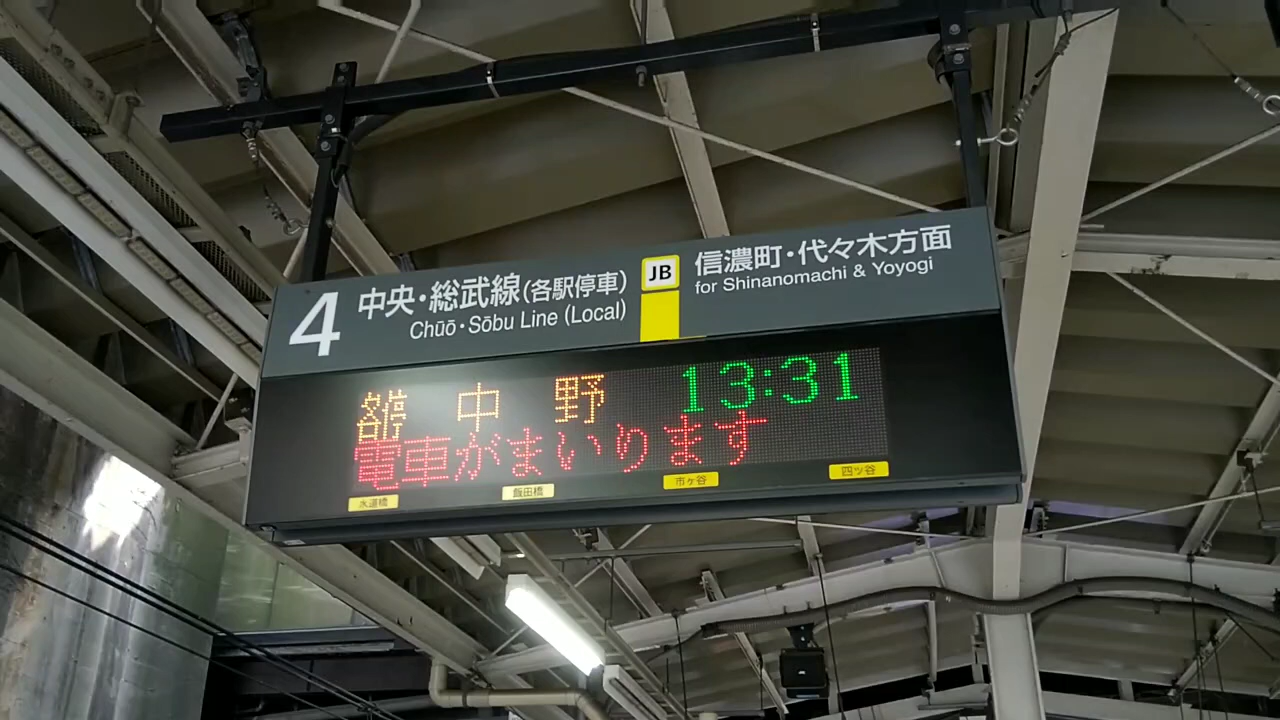 4 中央・総武線(各駅停車)
Chūō・Sōbu Line (Local)
JB
信濃町・代々木方面
for Shinanomachi & Yoyogi
各停 中野 13:31
電車がまいります
水道橋 飯田橋 市ヶ谷 四ツ谷